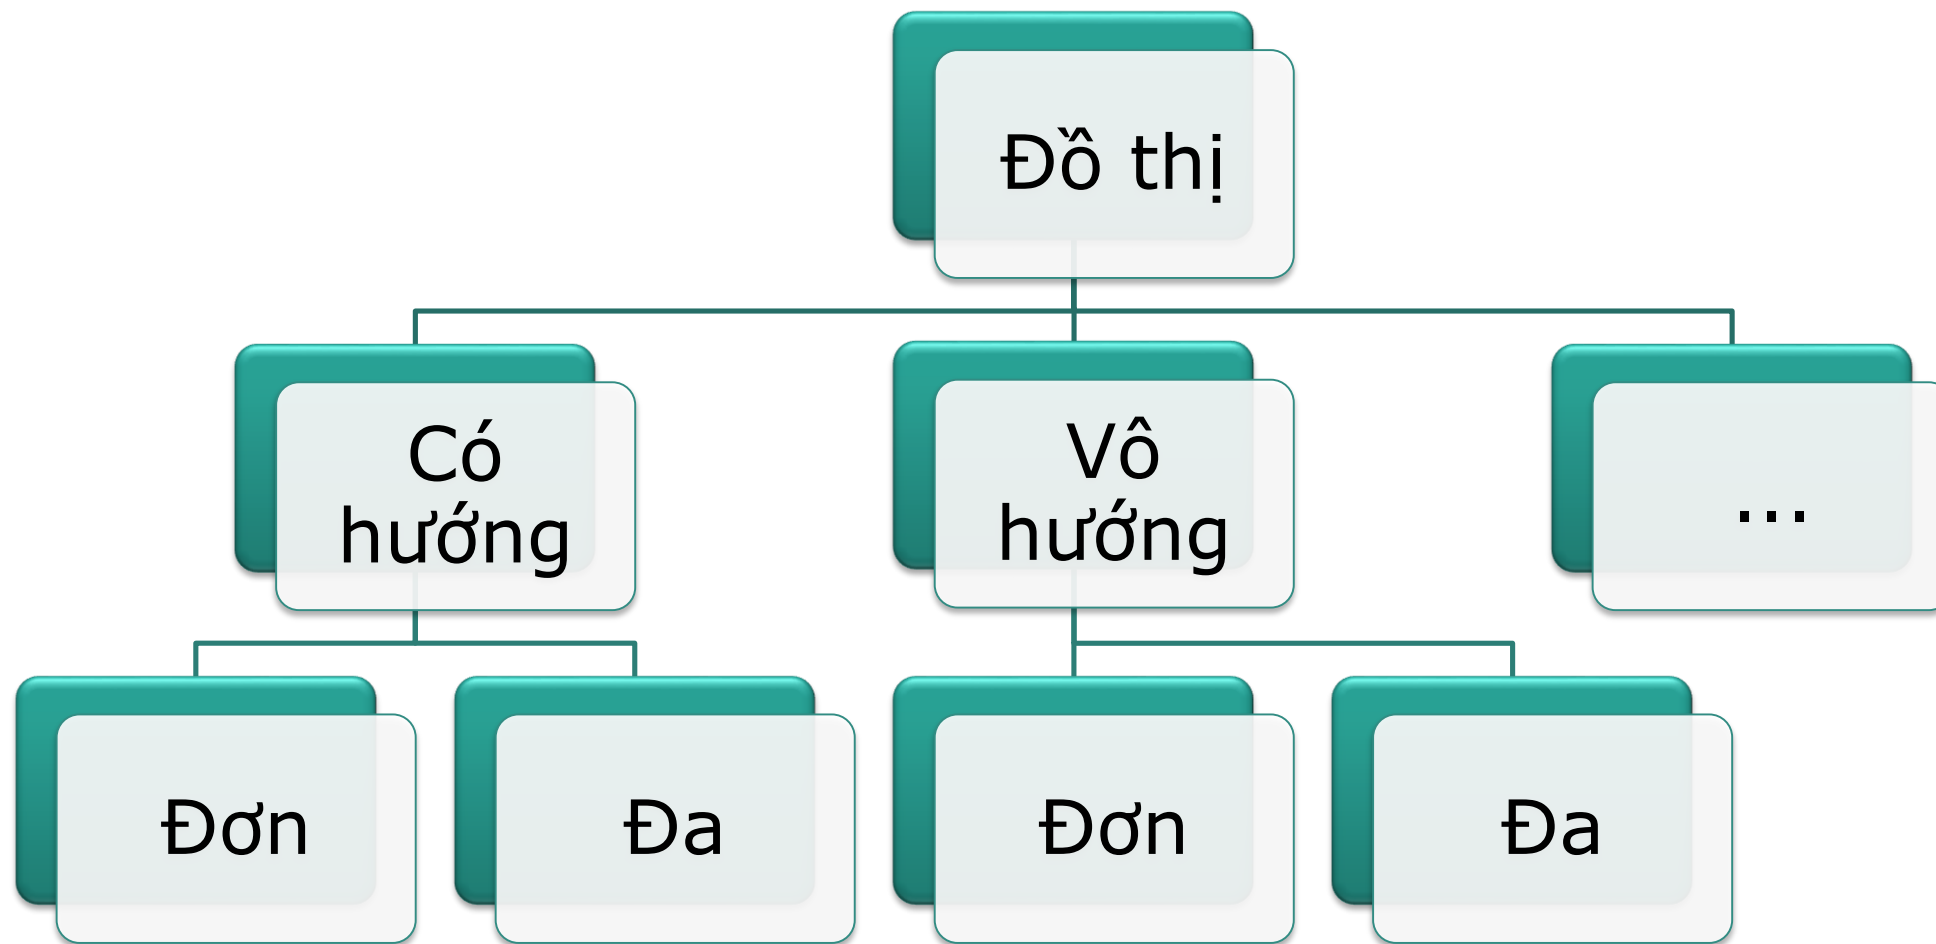 Đồ thị
Có
hướng
Vô
hướng
...
Đơn
Đa
Đơn
Đa